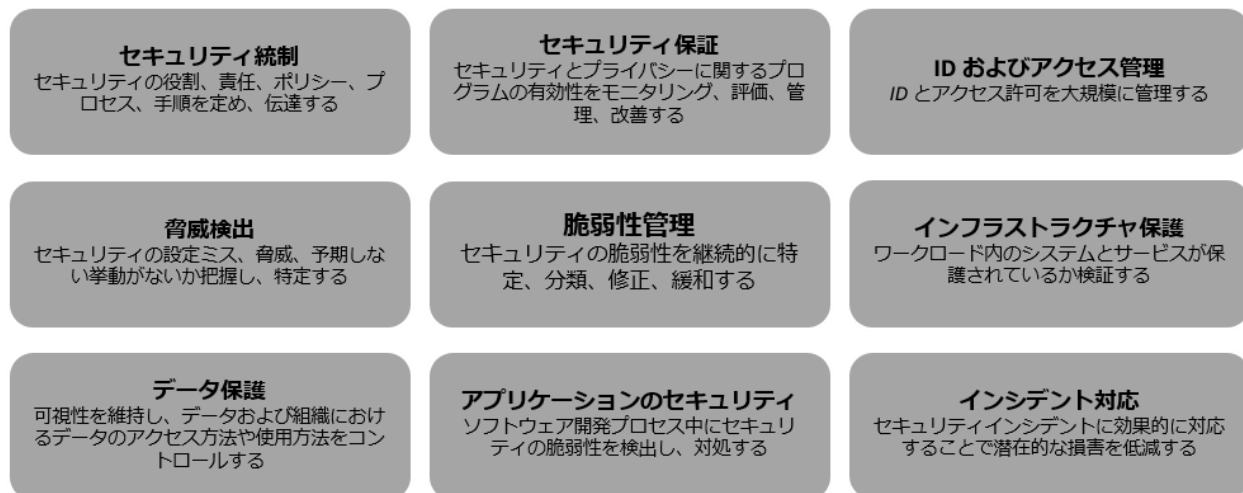 セキュリティ統制
セキュリティの役割、責任、ポリシー、プ
ロセス、手順を定め、伝達する
セキュリティ保証
セキュリティとプライバシーに関するプロ
グラムの有効性をモニタリング、評価、管
理、改善する
ID およびアクセス管理
ID とアクセス許可を大規模に管理する
脅威検出
セキュリティの設定ミス、脅威、予期しな
い挙動がないか把握し、特定する
脆弱性管理
セキュリティの脆弱性を継続的に特
定、分類、修正、緩和する
インフラストラクチャ保護
ワークロード内のシステムとサービスが保
護されているか検証する
データ保護
可視性を維持し、データおよび組織におけ
るデータのアクセス方法や使用方法をコン
トロールする
アプリケーションのセキュリティ
ソフトウェア開発プロセス中にセキュリ
ティの脆弱性を検出し、対処する
インシデント対応
セキュリティインシデントに効果的に対応
することで潜在的な損害を低減する